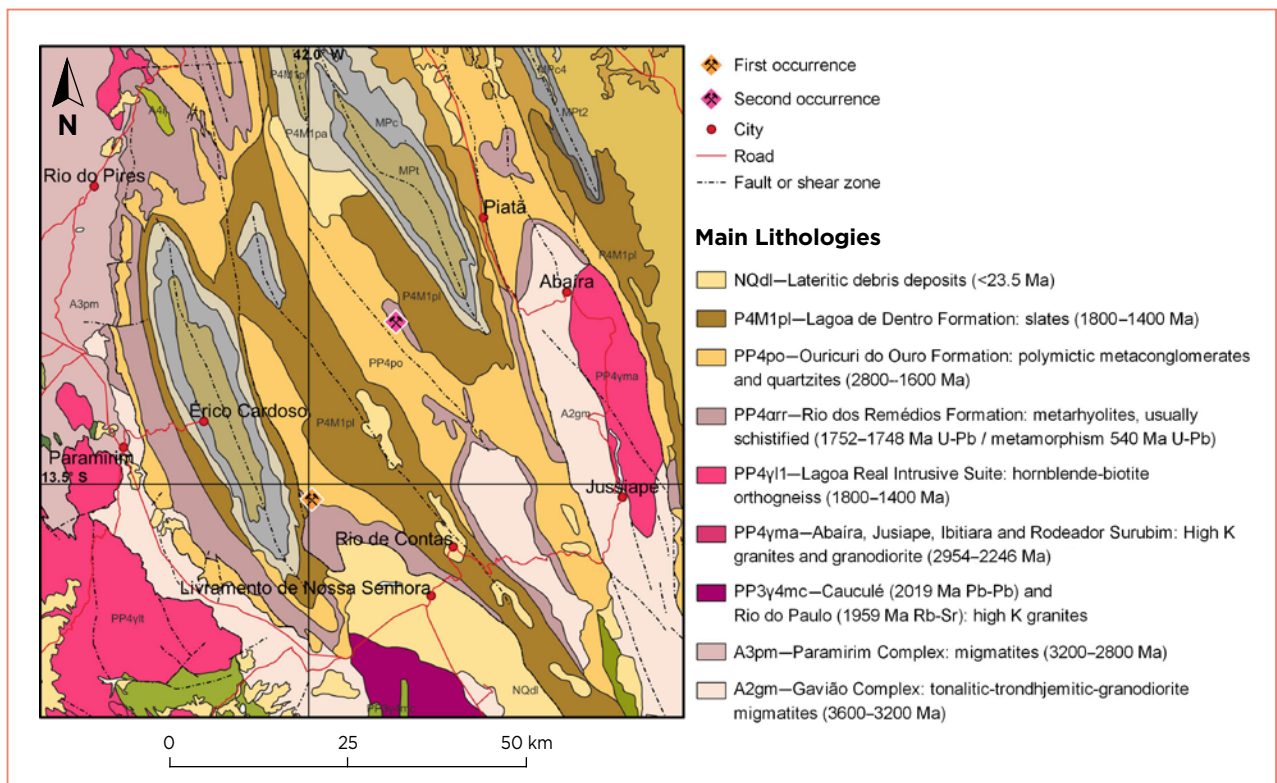 42.0° W
P4M1pl
MPc4
A4ij
MPt2
MPc
P4M1pa
N
MPt
Rio do Pires
Piatã
P4M1pl
Abaíra
A3pm
P4M1pl
PP4po
PP4γma
A2gm
Erico Cardoso
P4M1pl
Paramirim
13.5° S
Jussiape
Rio de Contas
Livramento de Nossa Senhora
PP4γlt
NQdl
PP3γ4mc
0 25 50 km
First occurrence
Second occurrence
City
Road
Fault or shear zone
Main Lithologies
NQdl—Lateritic debris deposits (<23.5 Ma)
P4M1pl—Lagoa de Dentro Formation: slates (1800–1400 Ma)
PP4po—Ouricuri do Ouro Formation: polymictic metaconglomerates
and quartzites (2800–1600 Ma)
PP4αrr—Rio dos Remédios Formation: metarhyolites, usually
schistified (1752–1748 Ma U-Pb / metamorphism 540 Ma U-Pb)
PP4γl1—Lagoa Real Intrusive Suite: hornblende-biotite
orthogneiss (1800–1400 Ma)
PP4γma—Abaíra, Jusiape, Ibitiara and Rodeador Surubim: High K
granites and granodiorite (2954–2246 Ma)
PP3γ4mc—Cauculé (2019 Ma Pb-Pb) and
Rio do Paulo (1959 Ma Rb-Sr): high K granites
A3pm—Paramirim Complex: migmatites (3200–2800 Ma)
A2gm—Gavião Complex: tonalitic-trondhjemitic-granodiorite
migmatites (3600–3200 Ma)